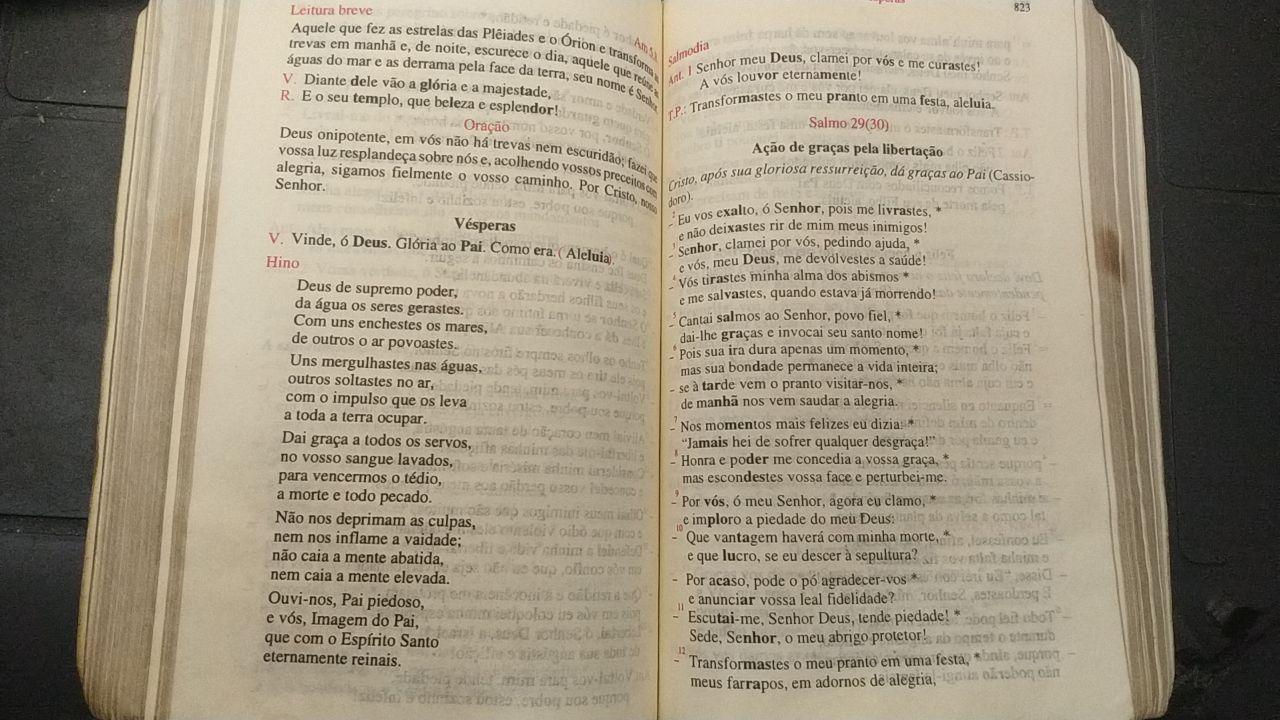 Leitura breve
Am 5,8
Aquele que fez as estrelas das Plêiades e o Órion e transforma as
trevas em manhã e, de noite, escurece o dia, aquele que reúne as
águas do mar e as derrama pela face da terra, seu nome é Senhor.
V. Diante dele vão a glória e a majestade,
R. E o seu templo, que beleza e esplendor!
Oração
Deus onipotente, em vós não há trevas nem escuridão; fazei que
vossa luz resplandeça sobre nós e, acolhendo vossos preceitos com
alegria, sigamos fielmente o vosso caminho. Por Cristo, nosso
Senhor.
Vésperas
V. Vinde, ó Deus. Glória ao Pai. Como era. (Aleluia).
Hino
Deus de supremo poder,
da água os seres gerastes.
Com uns enchestes os mares,
de outros o ar povoastes.
Uns mergulhastes nas águas,
outros soltastes no ar,
com o impulso que os leva
a toda a terra ocupar.
Dai graça a todos os servos,
no vosso sangue lavados,
para vencermos o tédio,
a morte e todo pecado.
Não nos deprimam as culpas,
nem nos inflame a vaidade;
não caia a mente abatida,
nem caia a mente elevada.
Ouvi-nos, Pai piedoso,
e vós, Imagem do Pai,
que com o Espírito Santo
eternamente reinais.
823
Salmodia
Ant. 1 Senhor meu Deus, clamei por vós e me curastes!
A vós louvor eternamente!
T.P.: Transformastes o meu pranto em uma festa, aleluia.
Salmo 29(30)
Ação de graças pela libertação
Cristo, após sua gloriosa ressurreição, dá graças ao Pai (Cassio-
doro).
– ² Eu vos exalto, ó Senhor, pois me livrastes, *
e não deixastes rir de mim meus inimigos!
– ³ Senhor, clamei por vós, pedindo ajuda, *
e vós, meu Deus, me devolvestes a saúde!
– ⁴ Vós tirastes minha alma dos abismos *
e me salvastes, quando estava já morrendo!
– ⁵ Cantai salmos ao Senhor, povo fiel, *
dai-lhe graças e invocai seu santo nome!
– ⁶ Pois sua ira dura apenas um momento, *
mas sua bondade permanece a vida inteira;
– se à tarde vem o pranto visitar-nos, *
de manhã nos vem saudar a alegria.
– ⁷ Nos momentos mais felizes eu dizia: *
“Jamais hei de sofrer qualquer desgraça!”
– ⁸ Honra e poder me concedia a vossa graça, *
mas escondestes vossa face e perturbei-me.
– ⁹ Por vós, ó meu Senhor, agora eu clamo, *
e imploro a piedade do meu Deus:
– ¹⁰ Que vantagem haverá com minha morte, *
e que lucro, se eu descer à sepultura?
– Por acaso, pode o pó agradecer-vos *
e anunciar vossa leal fidelidade?
– ¹¹ Escutai-me, Senhor Deus, tende piedade! *
Sede, Senhor, o meu abrigo protetor!
– ¹² Transformastes o meu pranto em uma festa, *
meus farrapos, em adornos de alegria,